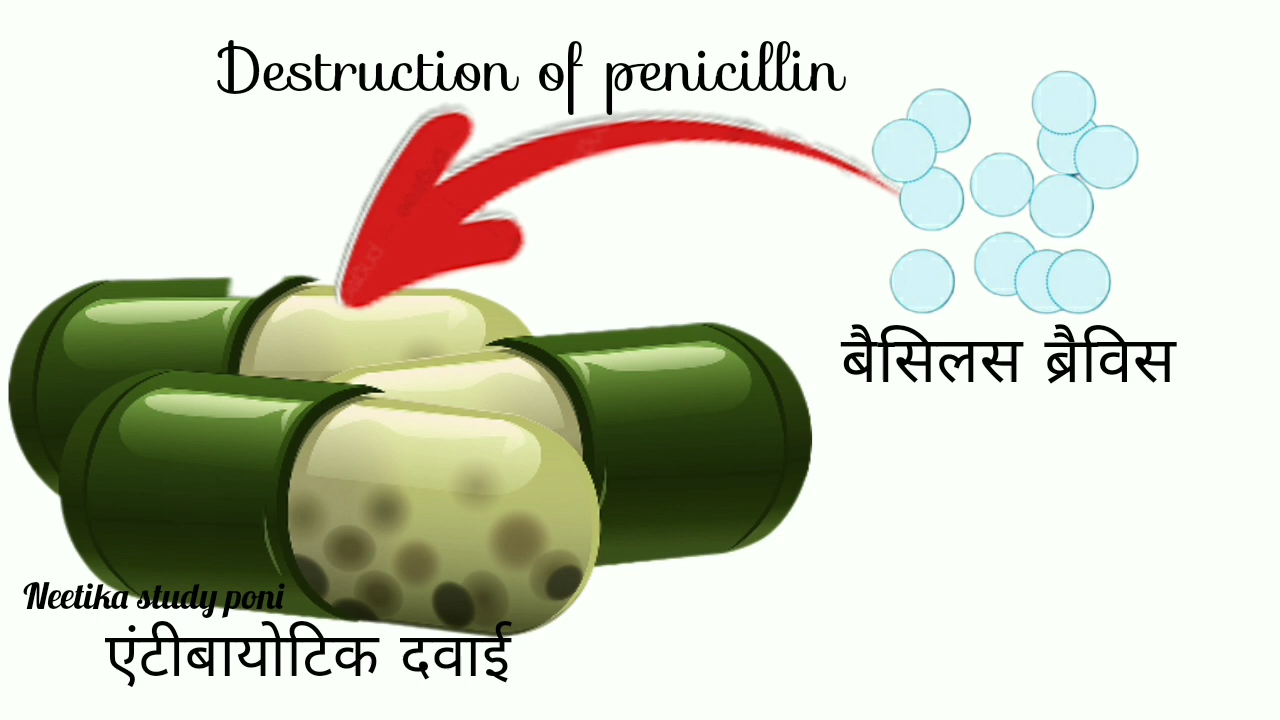 Destruction of penicillin
बैसिलस ब्रैविस
Neetika study poni
एंटीबायोटिक दवाई